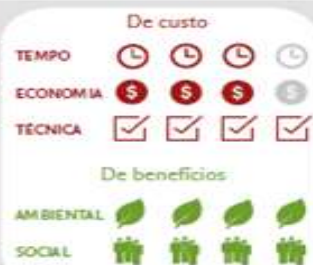 De custo
TEMPO
ECONOMIA $ $ $ $
TÉCNICA
De benefícios
AMBIENTAL
SOCIAL